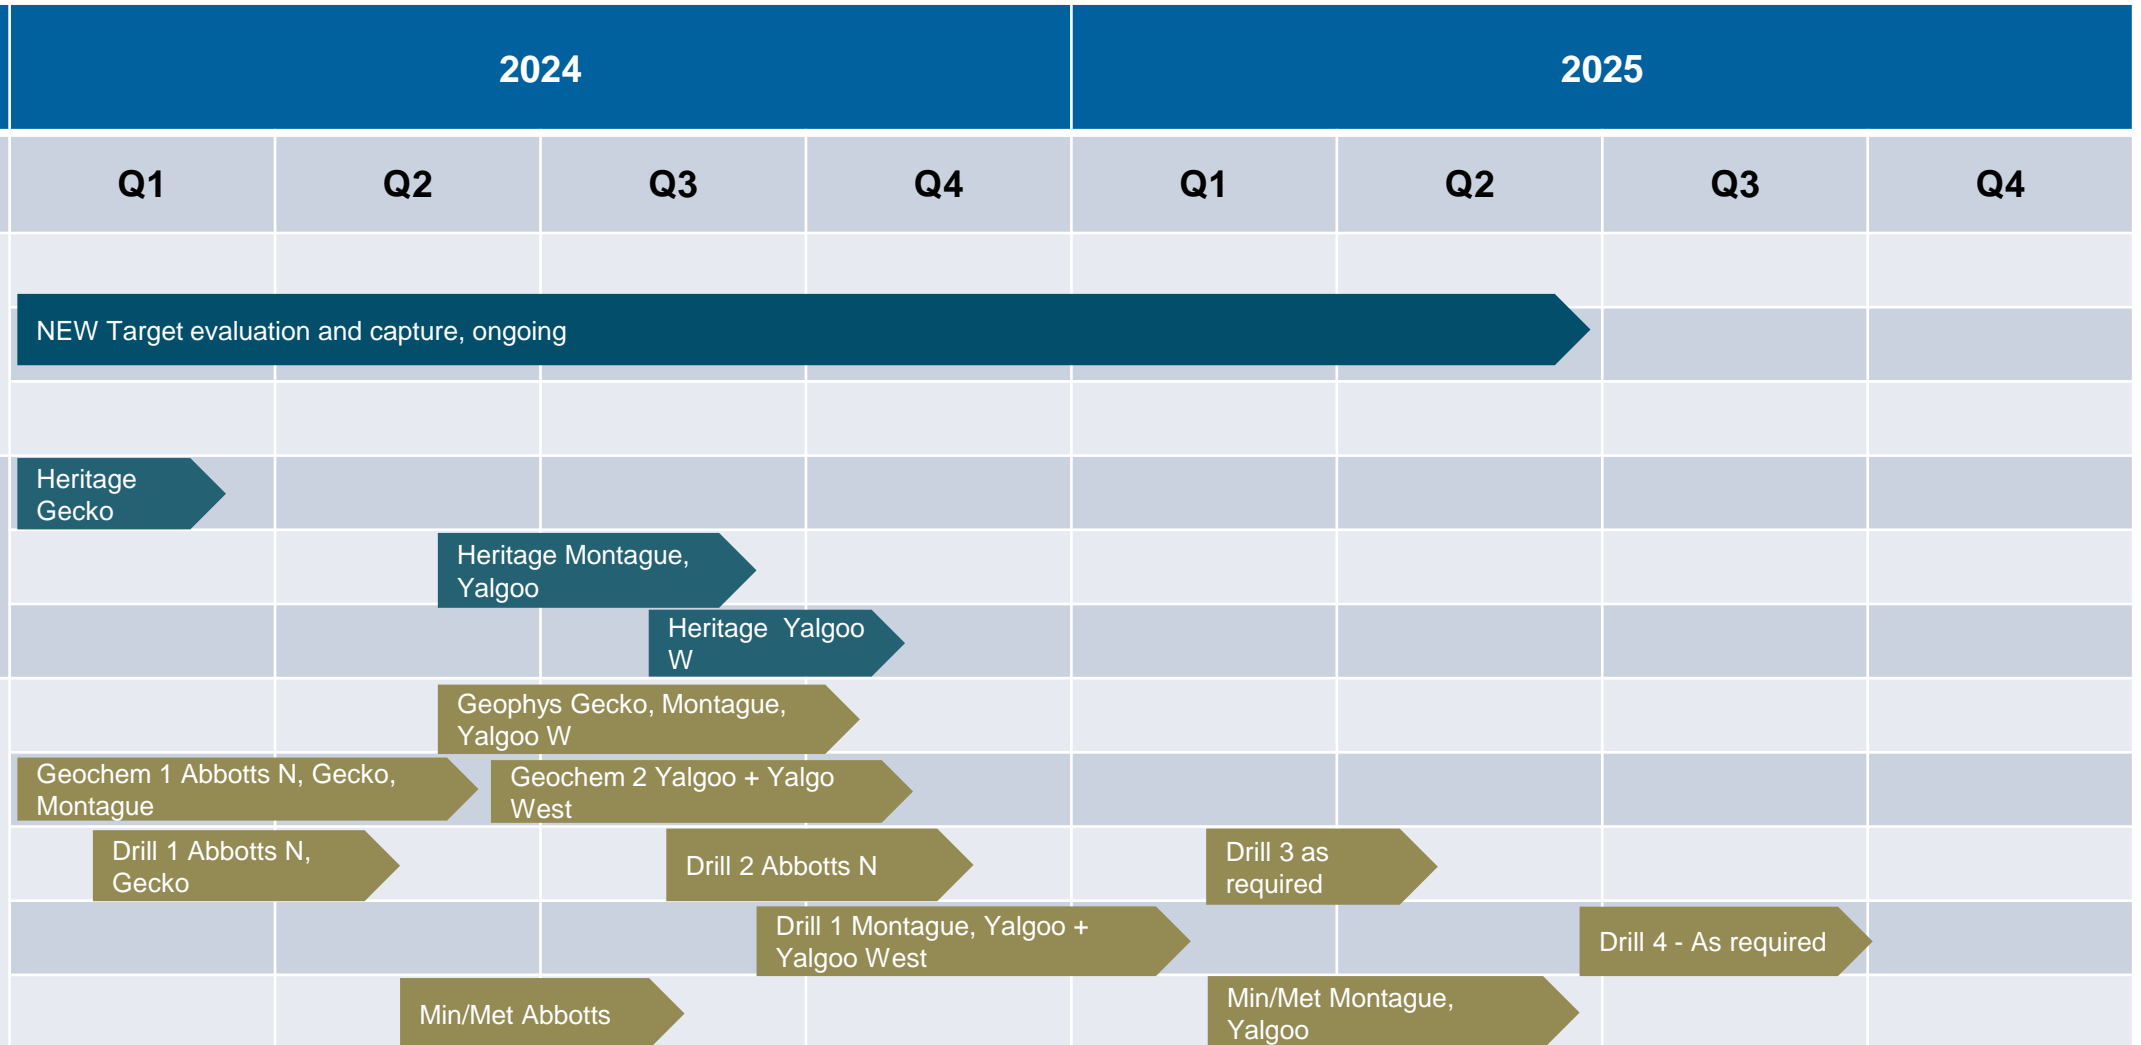 2024
2025
Q1
Q2
Q3
Q4
Q1
Q2
Q3
Q4
NEW Target evaluation and capture, ongoing
Heritage
Gecko
Heritage Montague,
Yalgoo
Heritage  Yalgoo
W
Geophys Gecko, Montague,
Yalgoo W
Geochem 1 Abbotts N, Gecko,
Montague
Geochem 2 Yalgoo + Yalgo
West
Drill 1 Abbotts N,
Gecko
Drill 2 Abbotts N
Drill 3 as
required
Drill 1 Montague, Yalgoo +
Yalgoo West
Drill 4 - As required
Min/Met Abbotts
Min/Met Montague,
Yalgoo